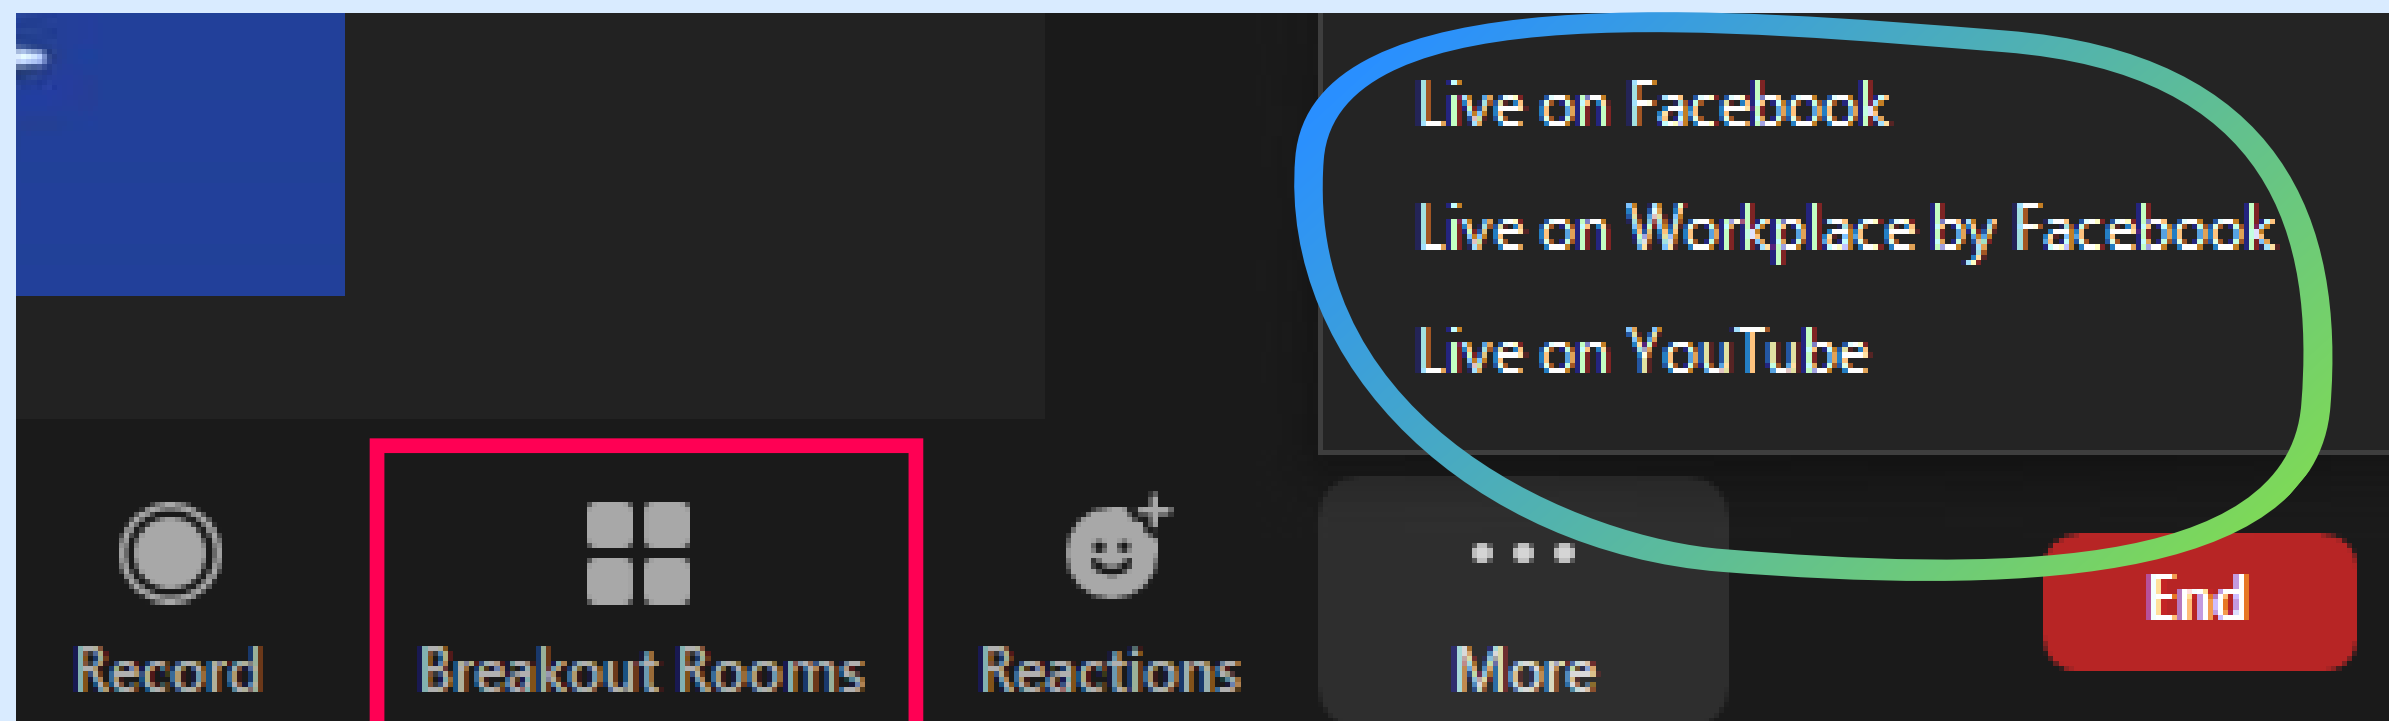 Live on Facebook
Live on Workplace by Facebook
Live on YouTube
Record
Breakout Rooms
Reactions
More
End